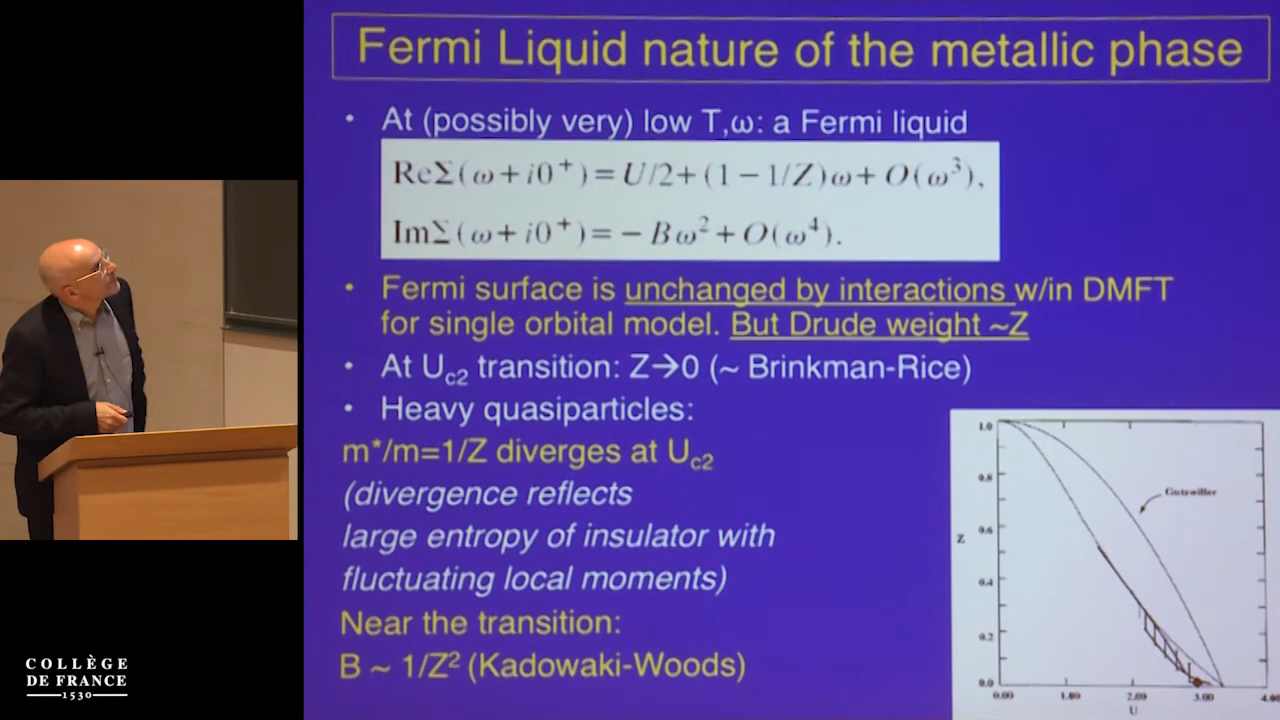 Fermi Liquid nature of the metallic phase
• At (possibly very) low T,ω: a Fermi liquid
ReΣ(ω+i0⁺)=U/2+(1−1/Z)ω+O(ω³),
ImΣ(ω+i0⁺)=−Bω²+O(ω⁴).
• Fermi surface is unchanged by interactions w/in DMFT
for single orbital model. But Drude weight ~Z
• At Uc2 transition: Z→0 (~ Brinkman-Rice)
• Heavy quasiparticles:
m*/m=1/Z diverges at Uc2
(divergence reflects
large entropy of insulator with
fluctuating local moments)
Near the transition:
B ~ 1/Z² (Kadowaki-Woods)
1.0
0.8
Gutzwiller
Z
0.6
0.4
0.2
0.0
0.00 1.00 2.00 3.00 4.00
U
COLLÈGE
DE FRANCE
1530